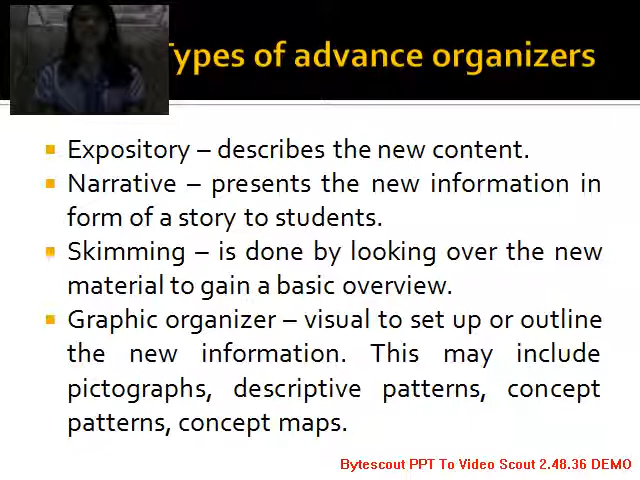 Types of advance organizers
Expository – describes the new content.
Narrative – presents the new information in
form of a story to students.
Skimming – is done by looking over the new
material to gain a basic overview.
Graphic organizer – visual to set up or outline
the new information. This may include
pictographs, descriptive patterns, concept
patterns, concept maps.
Bytescout PPT To Video Scout 2.48.36 DEMO